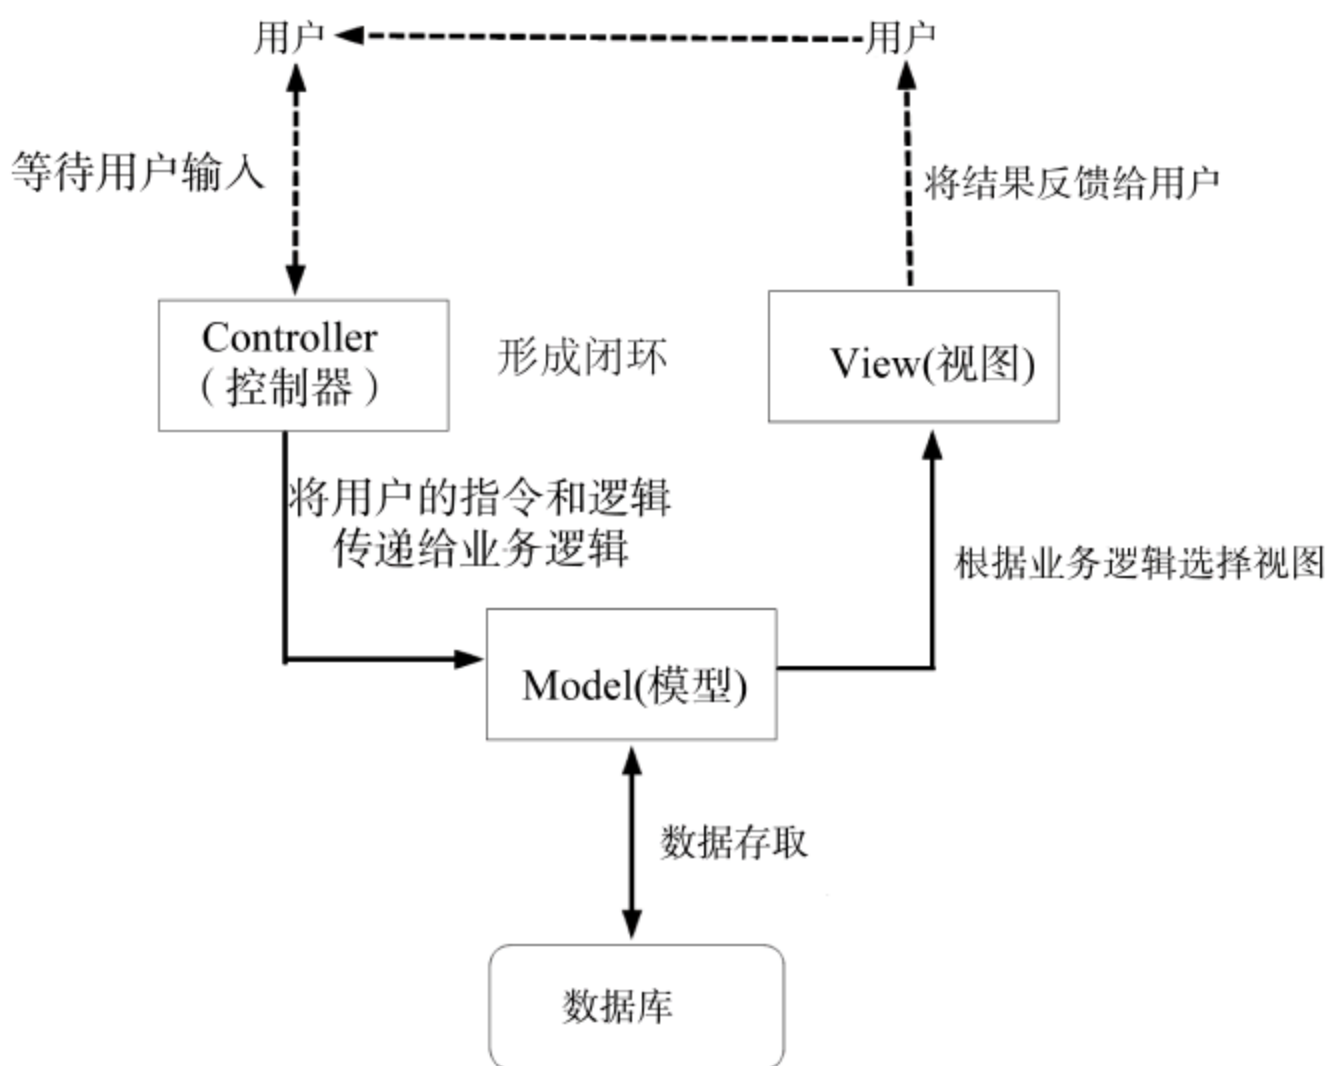 用户
用户
等待用户输入
将结果反馈给用户
Controller
（控制器）
形成闭环
View(视图)
将用户的指令和逻辑
传递给业务逻辑
根据业务逻辑选择视图
Model(模型)
数据存取
数据库